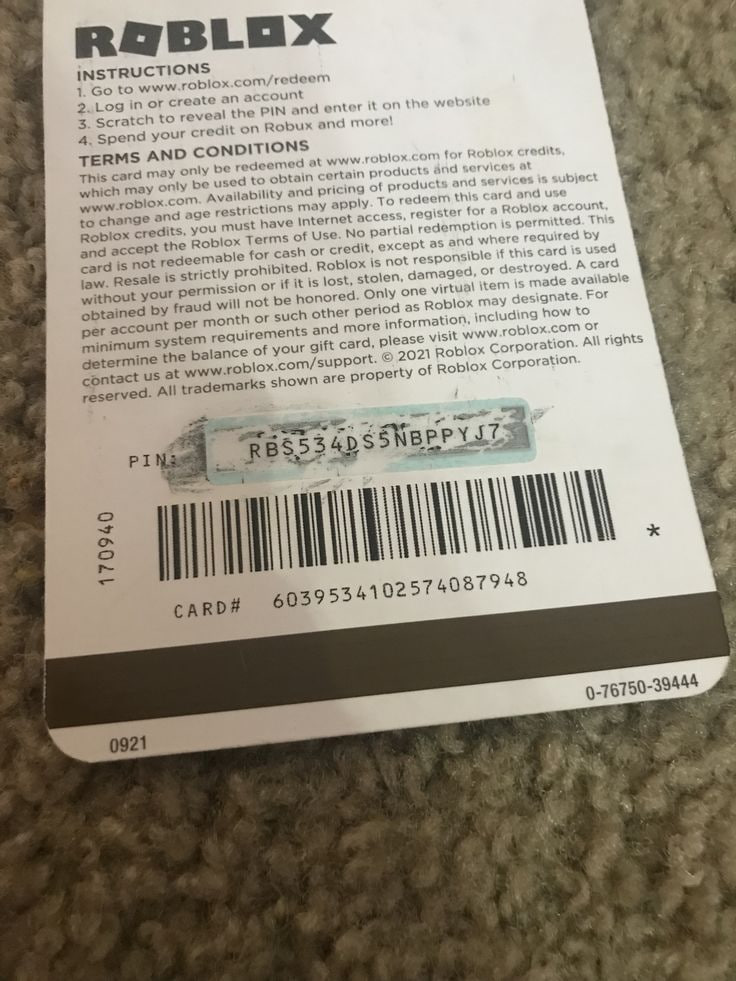 ROBLOX
INSTRUCTIONS
1. Go to www.roblox.com/redeem
2. Log in or create an account
3. Scratch to reveal the PIN and enter it on the website
4. Spend your credit on Robux and more!
TERMS AND CONDITIONS
This card may only be redeemed at www.roblox.com for Roblox credits,
which may only be used to obtain certain products and services at
www.roblox.com. Availability and pricing of products and services is subject
to change and age restrictions may apply. To redeem this card and use
Roblox credits, you must have Internet access, register for a Roblox account,
and accept the Roblox Terms of Use. No partial redemption is permitted. This
card is not redeemable for cash or credit, except as and where required by
law. Resale is strictly prohibited. Roblox is not responsible if this card is used
without your permission or if it is lost, stolen, damaged, or destroyed. A card
obtained by fraud will not be honored. Only one virtual item is made available
per account per month or such other period as Roblox may designate. For
minimum system requirements and more information, including how to
determine the balance of your gift card, please visit www.roblox.com or
contact us at www.roblox.com/support. © 2021 Roblox Corporation. All rights
reserved. All trademarks shown are property of Roblox Corporation.
PIN: RBS534DS5NBPPYJ7
170940
*
CARD# 6039534102574087948
0-76750-39444
0921